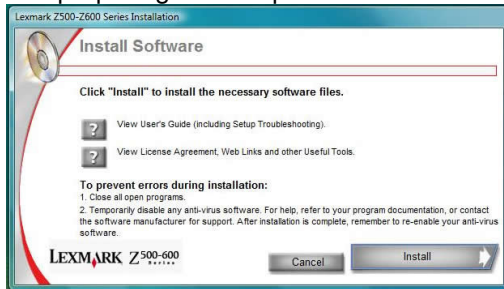 Lexmark Z500-Z600 Series Installation
Install Software
Click "Install" to install the necessary software files.
? View User's Guide (including Setup Troubleshooting).
? View License Agreement, Web Links and other Useful Tools.
To prevent errors during installation:
1. Close all open programs.
2. Temporarily disable any anti-virus software. For help, refer to your program documentation, or contact
the software manufacturer for support. After installation is complete, remember to re-enable your anti-virus
software.
LEXMARK Z500-600 Series
Cancel
Install